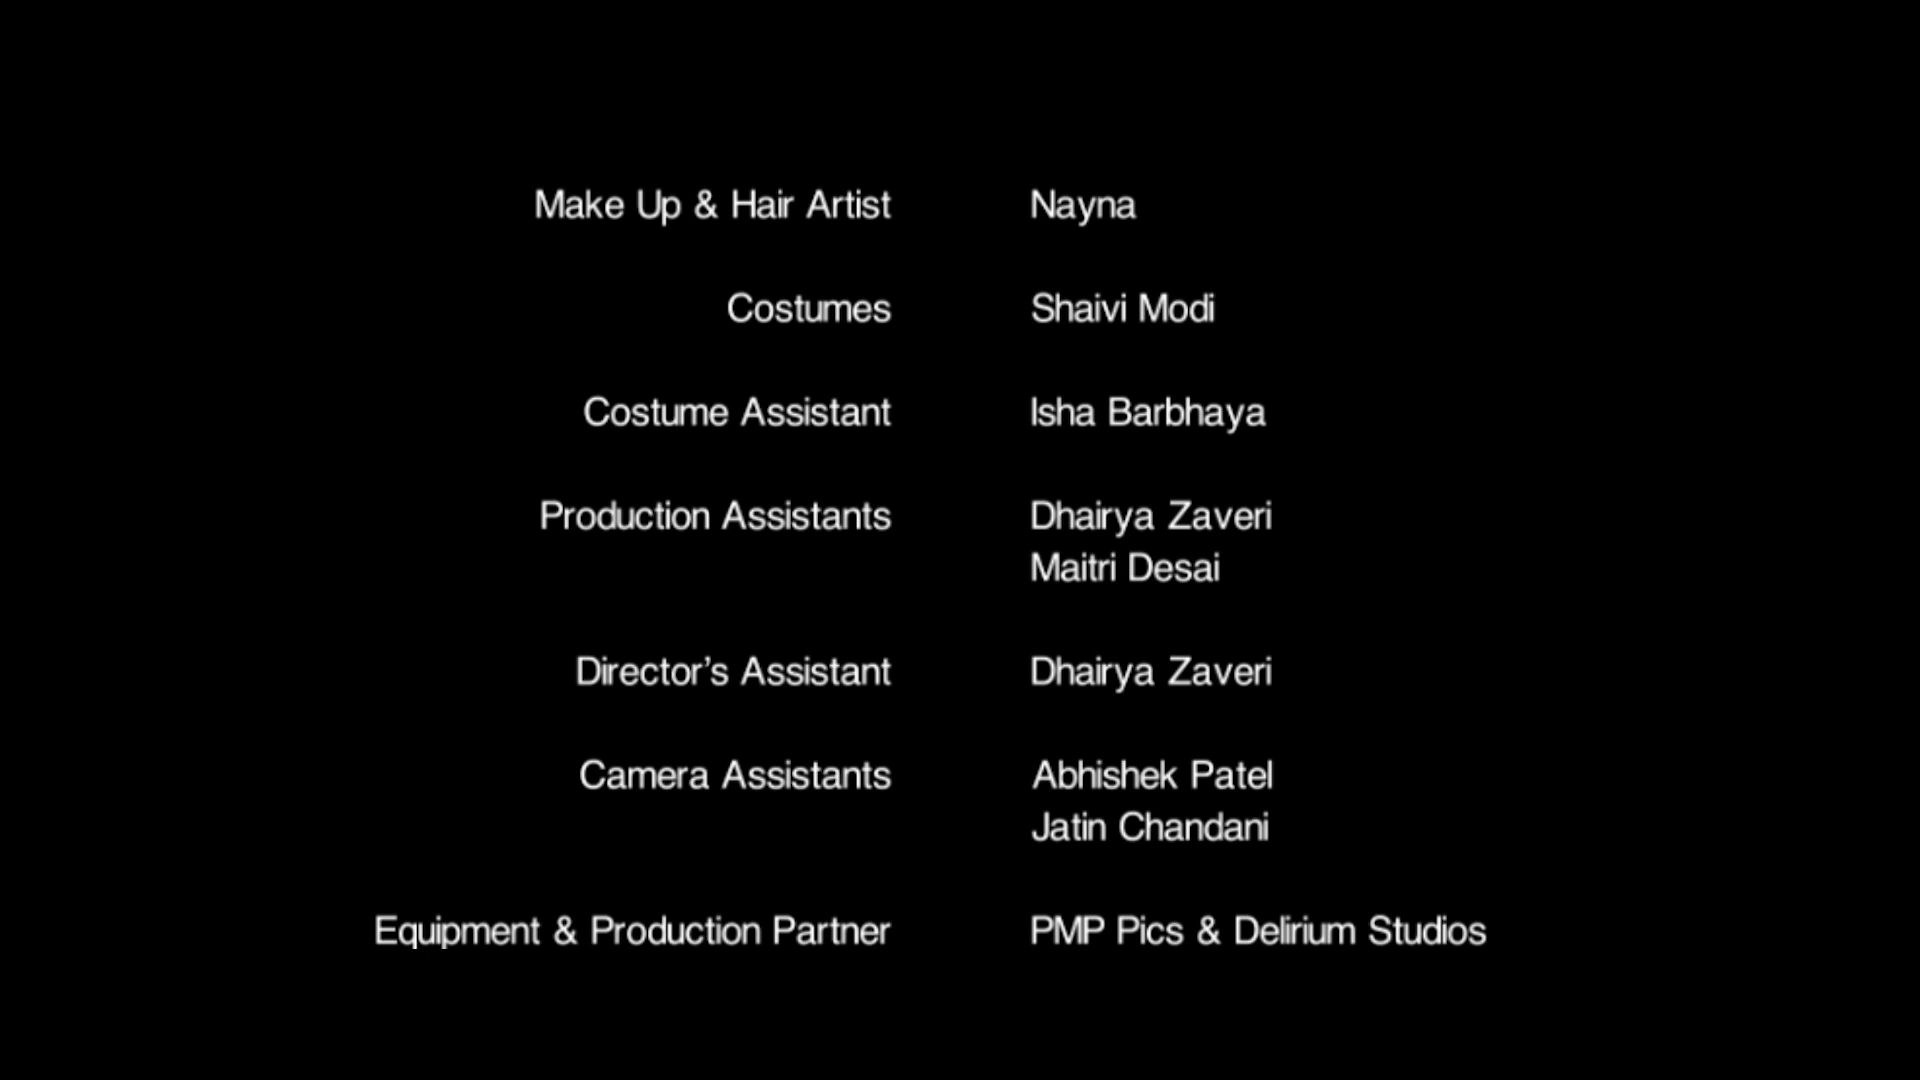 Make Up & Hair Artist Nayna
Costumes Shaivi Modi
Costume Assistant Isha Barbhaya
Production Assistants Dhairya Zaveri
Maitri Desai
Director’s Assistant Dhairya Zaveri
Camera Assistants Abhishek Patel
Jatin Chandani
Equipment & Production Partner PMP Pics & Delirium Studios